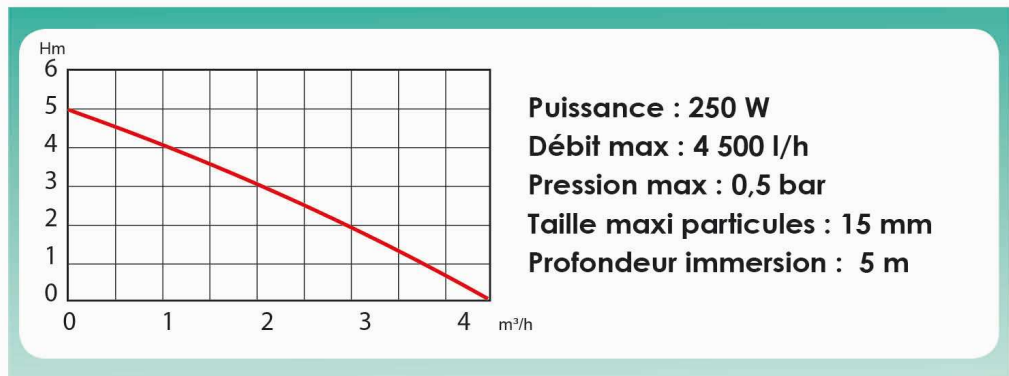 Hm
6
5
4
3
2
1
0
0 1 2 3 4 m³/h
Puissance : 250 W
Débit max : 4 500 l/h
Pression max : 0,5 bar
Taille maxi particules : 15 mm
Profondeur immersion : 5 m